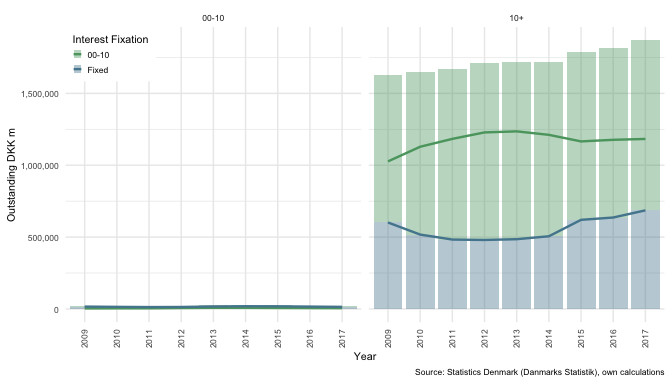 00-10
10+
Interest Fixation
00-10
Fixed
1,500,000
1,000,000
500,000
0
Outstanding DKK m
2009 2010 2011 2012 2013 2014 2015 2016 2017
2009 2010 2011 2012 2013 2014 2015 2016 2017
Year
Source: Statistics Denmark (Danmarks Statistik), own calculations